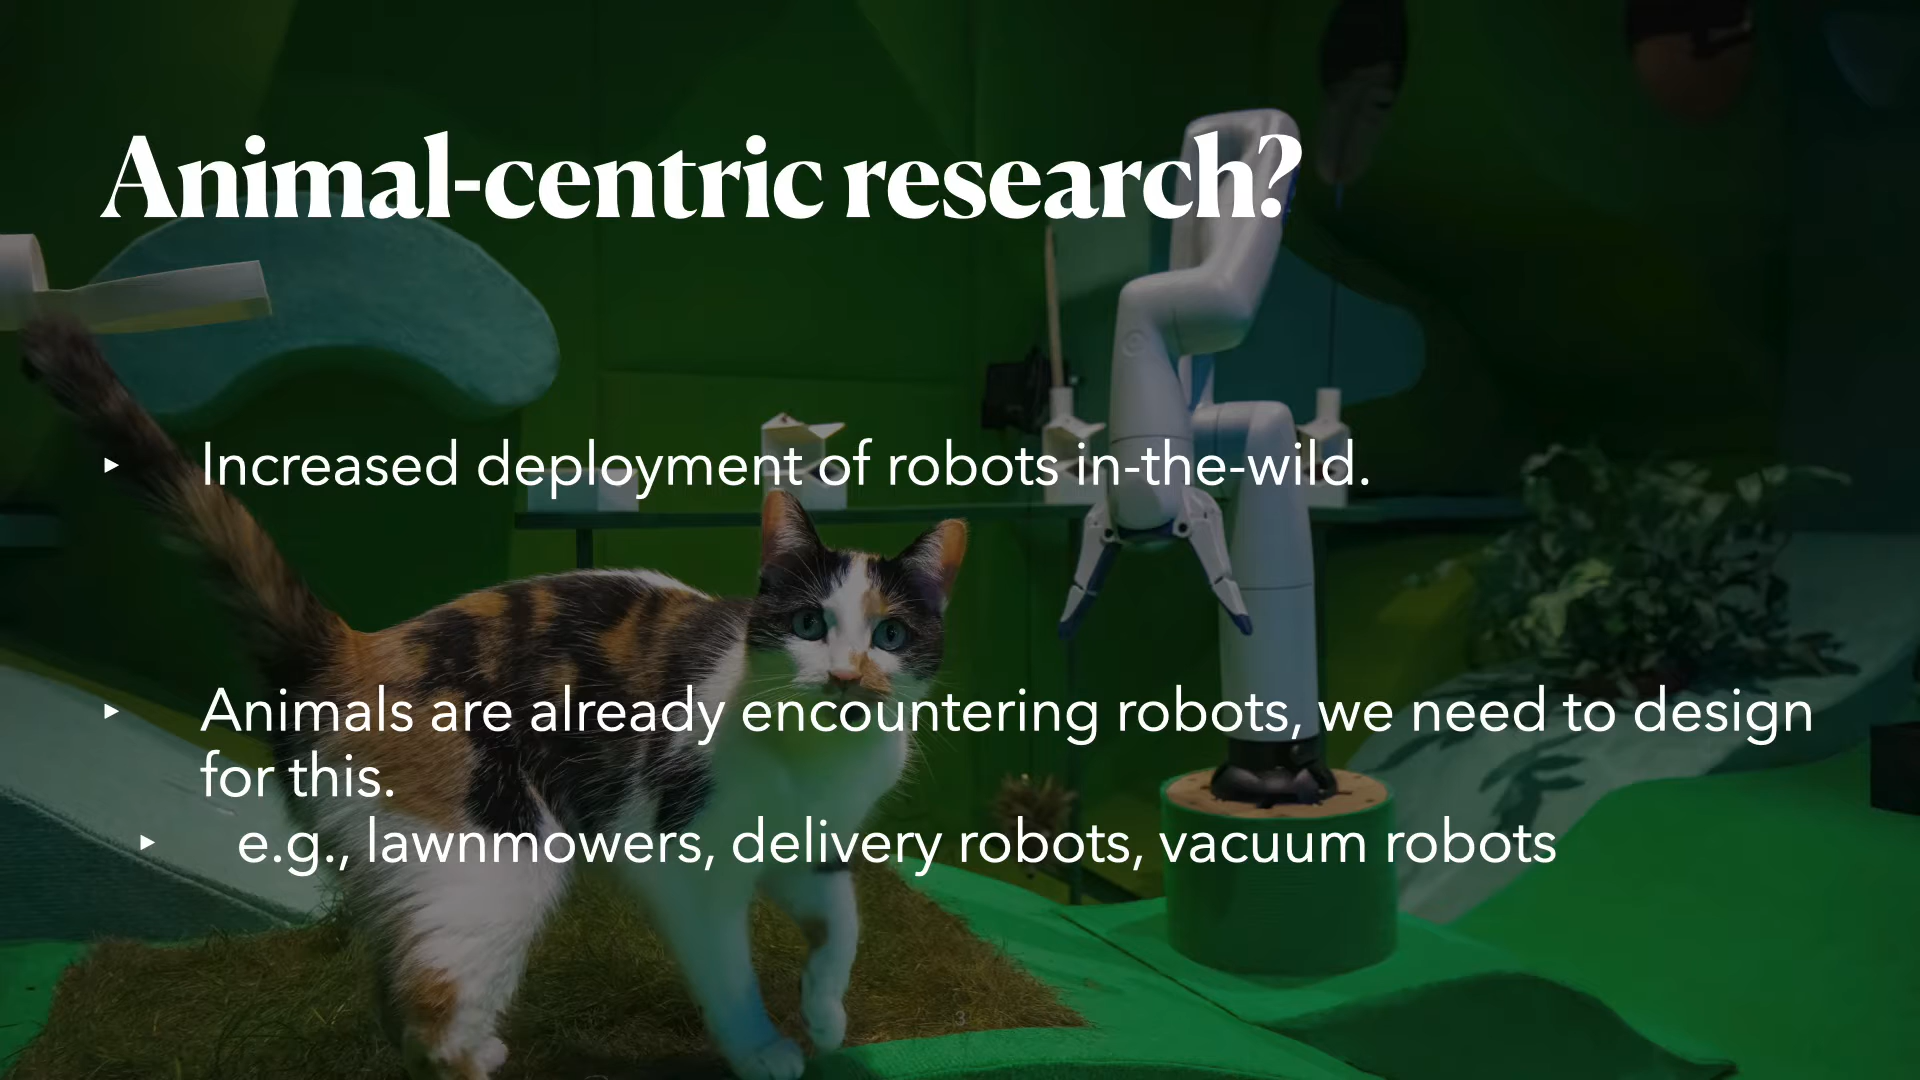 Animal-centric research?
‣ Increased deployment of robots in-the-wild.
‣ Animals are already encountering robots, we need to design
for this.
‣ e.g., lawnmowers, delivery robots, vacuum robots
3